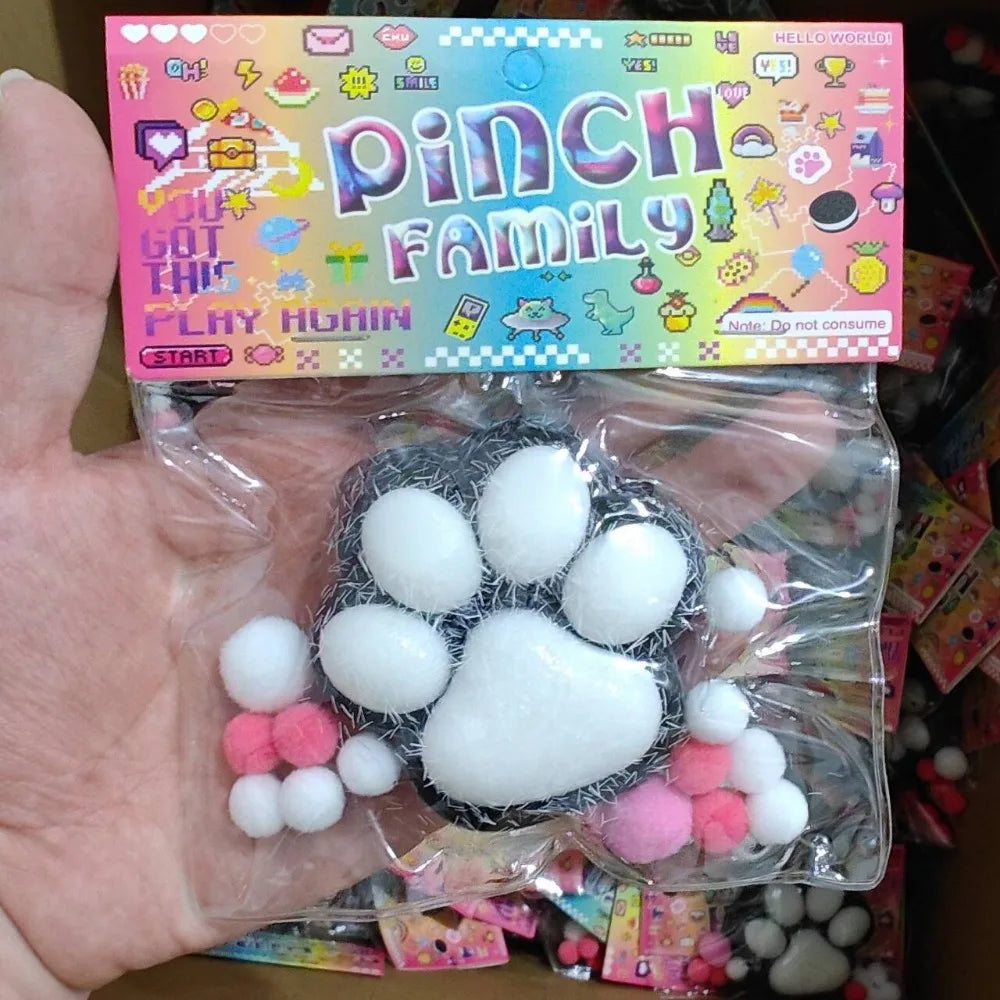 CHU
HELLO WORLD!
OH!
SMILE
YES!
LOVE
YES!
LOVE
!!!
PiNCH
FAMiLY
YOU
GOT
THIS
PLAY AGAIN
START
Note: Do not consume